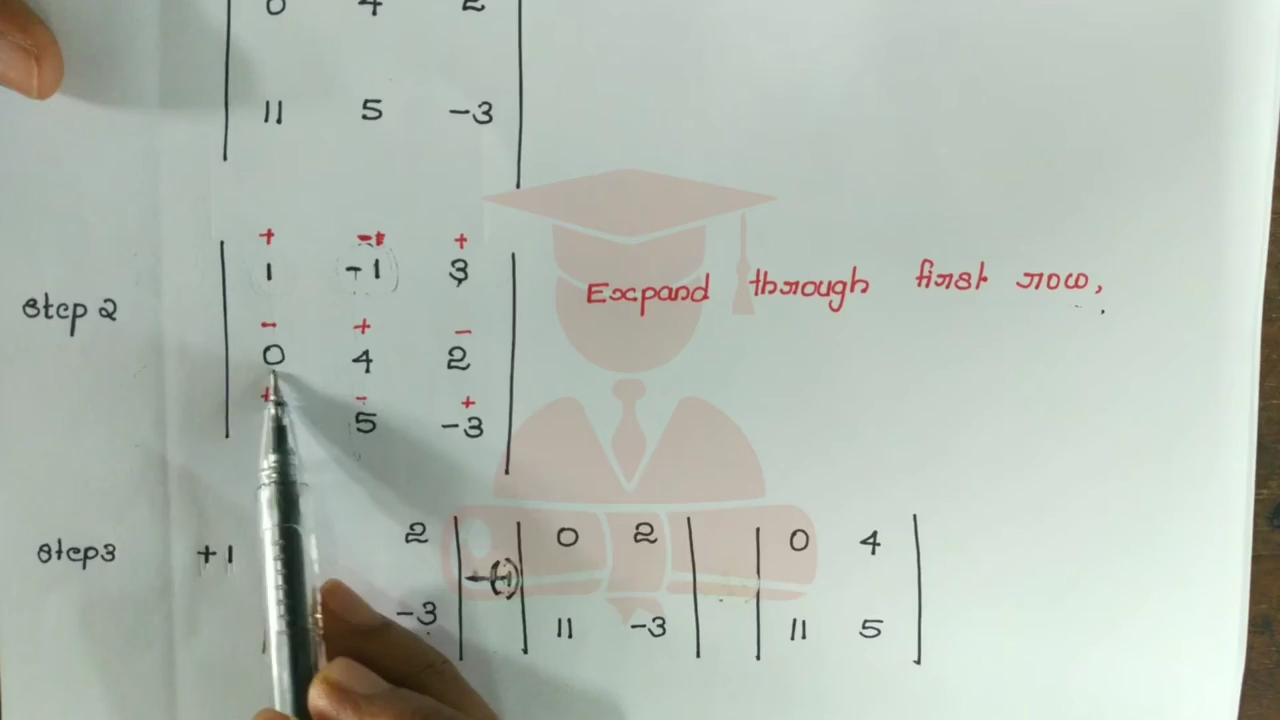 0 4 2
11 5 -3
+ - +
1 -1 3
Step 2 Expand through first row,
- + -
0 4 2
+ - +
5 -3
Step3 +1 2 -(-1) 0 2 0 4
-3 11 -3 11 5